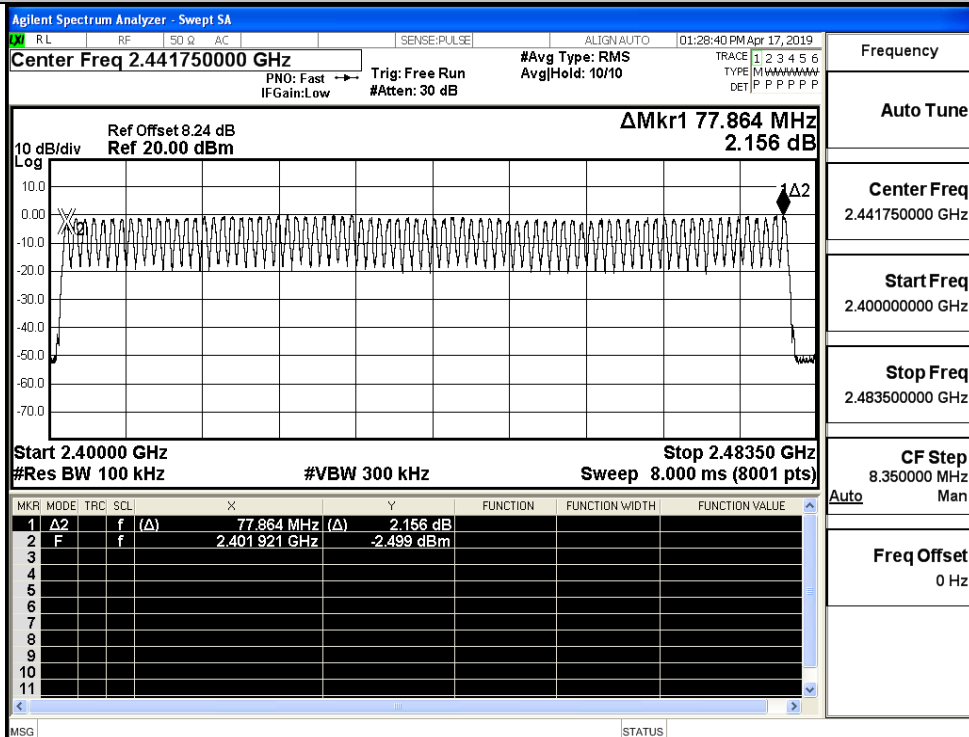 Agilent Spectrum Analyzer - Swept SA
LXI RL RF 50 Ω AC SENSE:PULSE ALIGN AUTO 01:28:40 PM Apr 17, 2019
Center Freq 2.441750000 GHz
PNO: Fast
IFGain:Low
Trig: Free Run
#Atten: 30 dB
#Avg Type: RMS
Avg|Hold: 10/10
TRACE 1 2 3 4 5 6
TYPE M WWWWW
DET P P P P P P
Frequency
Auto Tune
Center Freq
2.441750000 GHz
Start Freq
2.400000000 GHz
Stop Freq
2.483500000 GHz
CF Step
8.350000 MHz
Auto Man
Freq Offset
0 Hz
ΔMkr1 77.864 MHz
2.156 dB
Ref Offset 8.24 dB
10 dB/div Ref 20.00 dBm
Log
10.0
0.00
-10.0
-20.0
-30.0
-40.0
-50.0
-60.0
-70.0
1Δ2
2
Start 2.40000 GHz Stop 2.48350 GHz
#Res BW 100 kHz #VBW 300 kHz Sweep 8.000 ms (8001 pts)
MKR MODE TRC SCL X Y FUNCTION FUNCTION WIDTH FUNCTION VALUE
1 Δ2 f (Δ) 77.864 MHz (Δ) 2.156 dB
2 F f 2.401 921 GHz -2.499 dBm
3
4
5
6
7
8
9
10
11
MSG STATUS